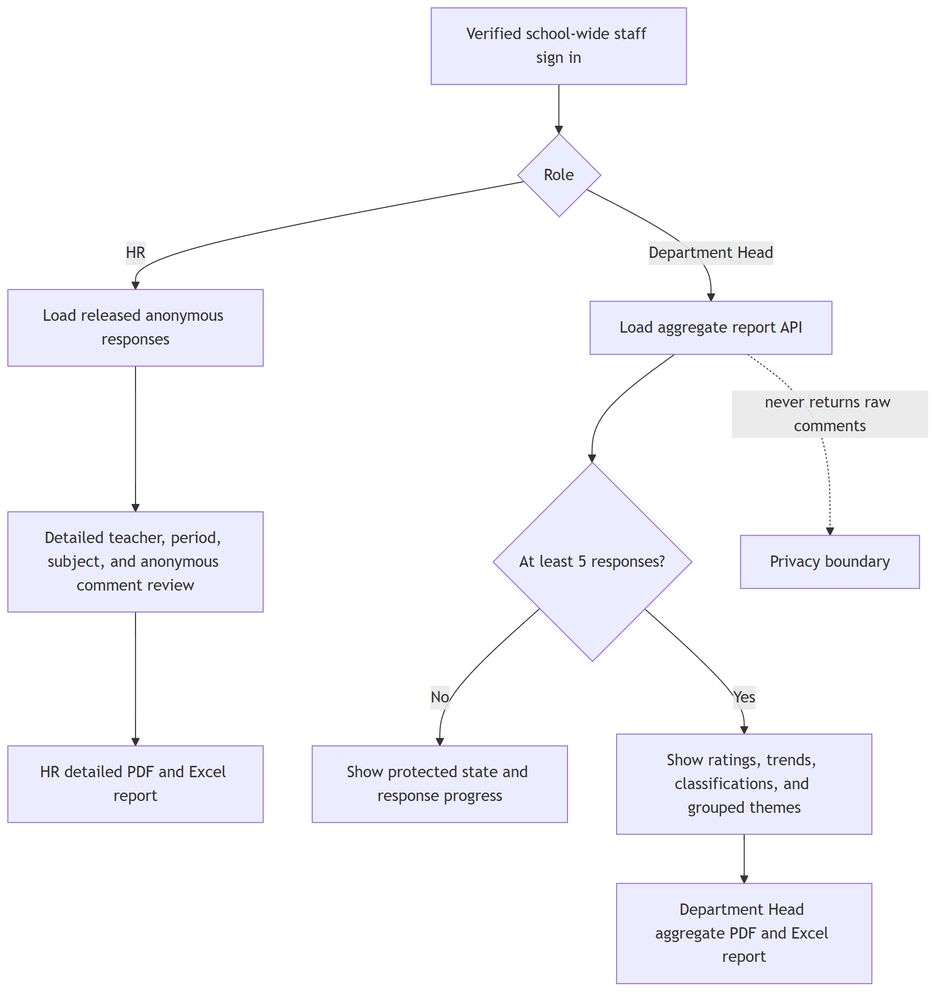 Verified school-wide staff
sign in
Role
HR
Department Head
Load released anonymous
responses
Load aggregate report API
never returns raw
comments
Detailed teacher, period,
subject, and anonymous
comment review
At least 5 responses?
Privacy boundary
No
Yes
HR detailed PDF and Excel
report
Show protected state and
response progress
Show ratings, trends,
classifications, and
grouped themes
Department Head
aggregate PDF and Excel
report